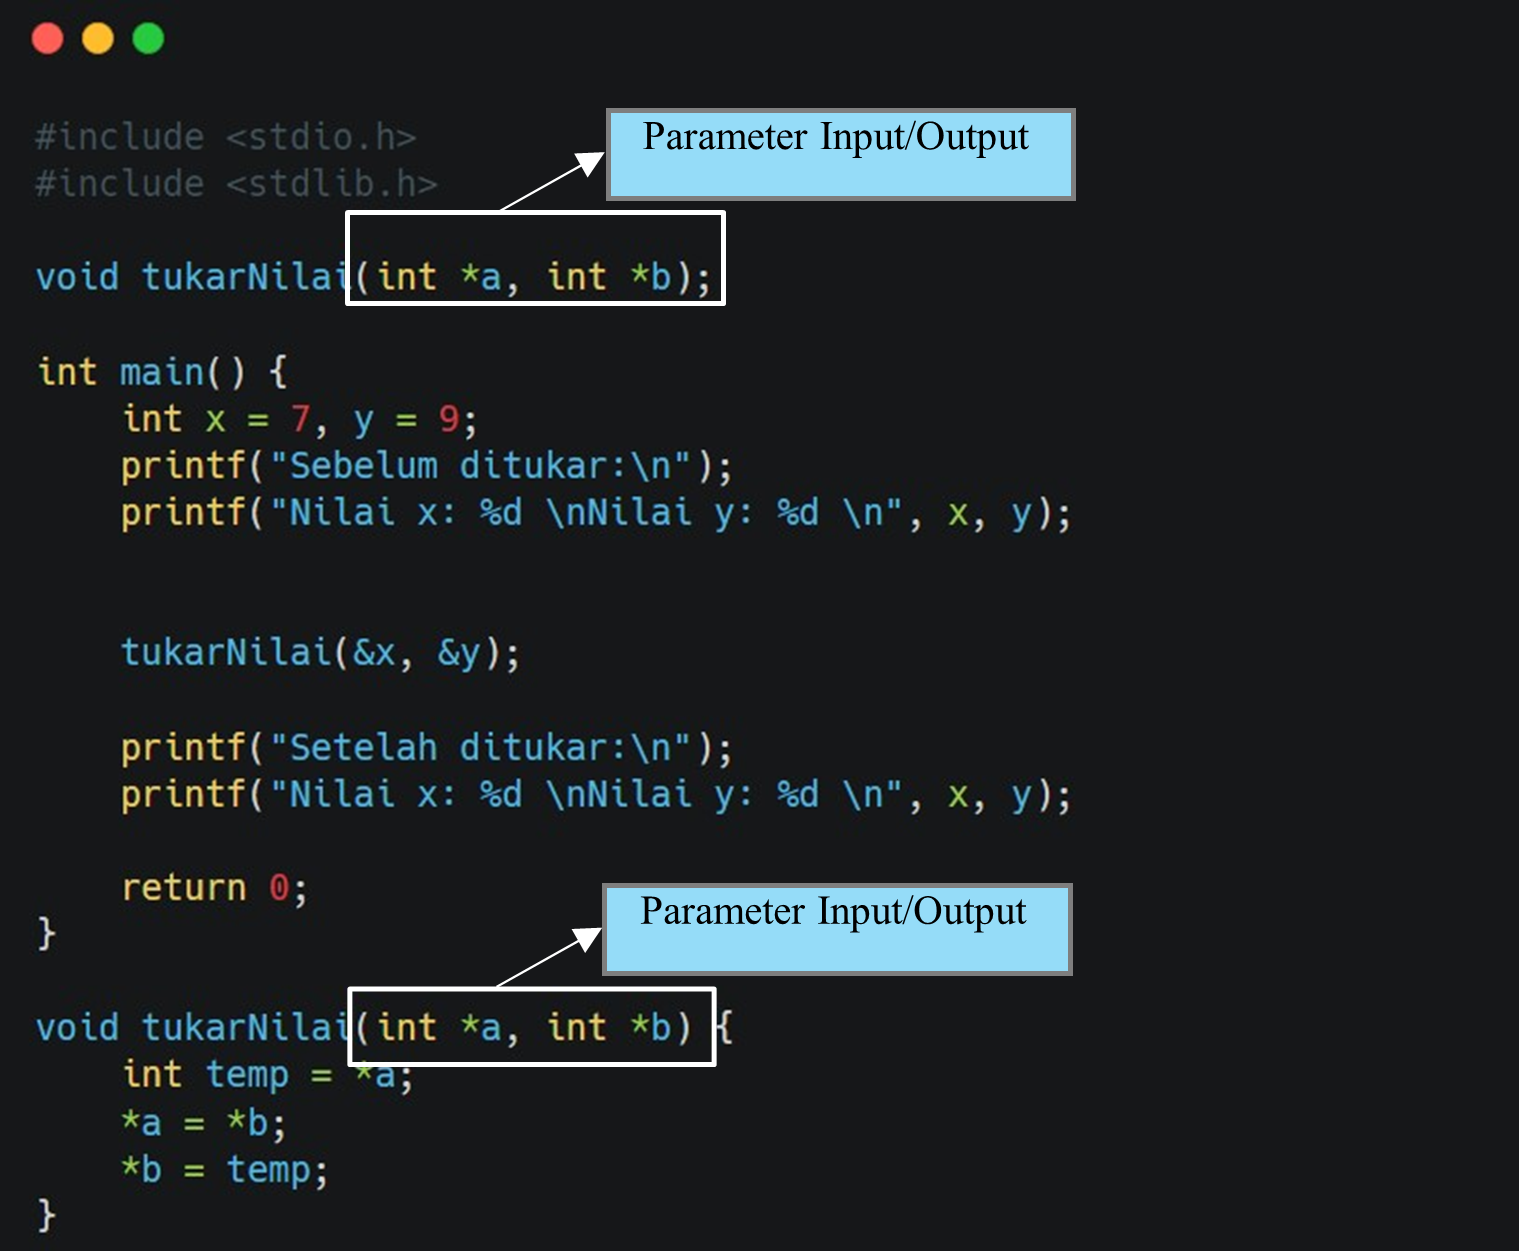 #include <stdio.h>
Parameter Input/Output
#include <stdlib.h>
void tukarNilai(int *a, int *b);
int main() {
    int x = 7, y = 9;
    printf("Sebelum ditukar:\n");
    printf("Nilai x: %d \nNilai y: %d \n", x, y);
    tukarNilai(&x, &y);
    printf("Setelah ditukar:\n");
    printf("Nilai x: %d \nNilai y: %d \n", x, y);
    return 0;
}
Parameter Input/Output
void tukarNilai(int *a, int *b) {
    int temp = *a;
    *a = *b;
    *b = temp;
}